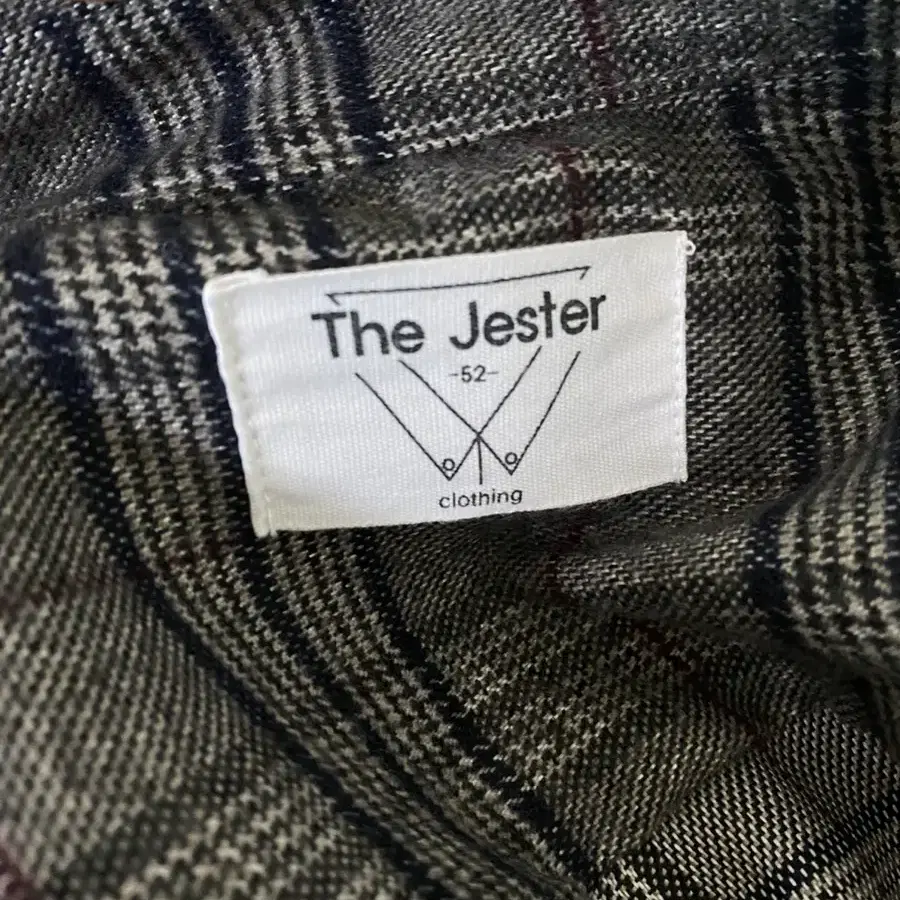 The Jester
-52-
clothing